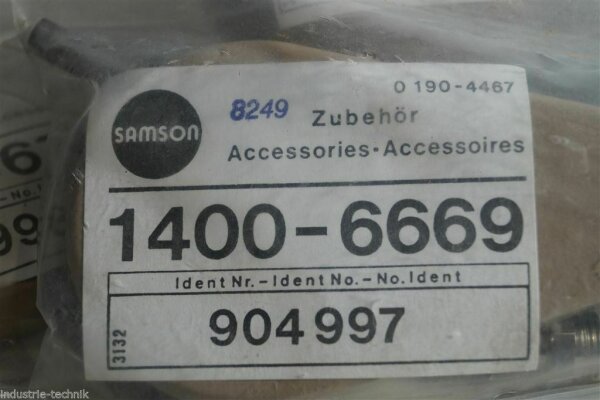 0 190-4467
SAMSON
8249 Zubehör
Accessories • Accessoires
1400-6669
Ident Nr. - Ident No. - No. Ident
904 997
3132
industrie-technik